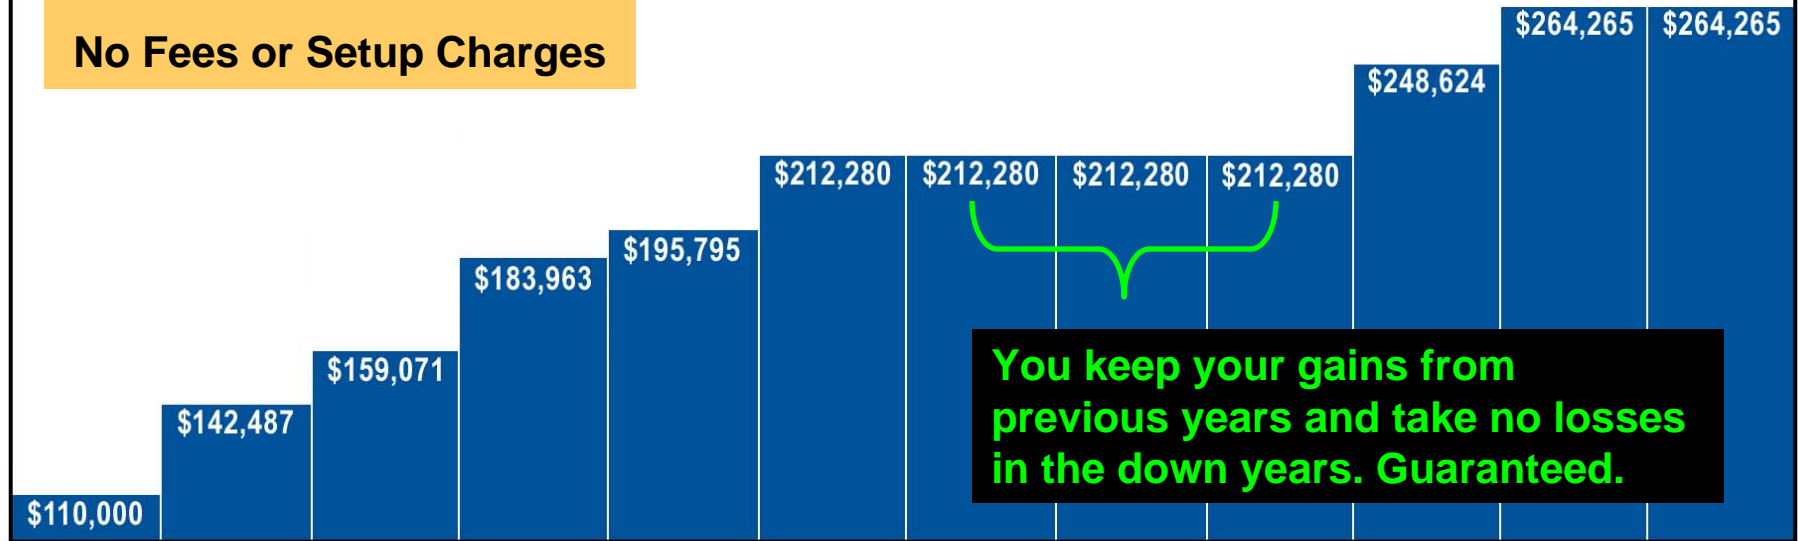 No Fees or Setup Charges
$264,265 $264,265
$248,624
$212,280 $212,280 $212,280 $212,280
$195,795
$183,963
$159,071
$142,487
$110,000
You keep your gains from
previous years and take no losses
in the down years. Guaranteed.